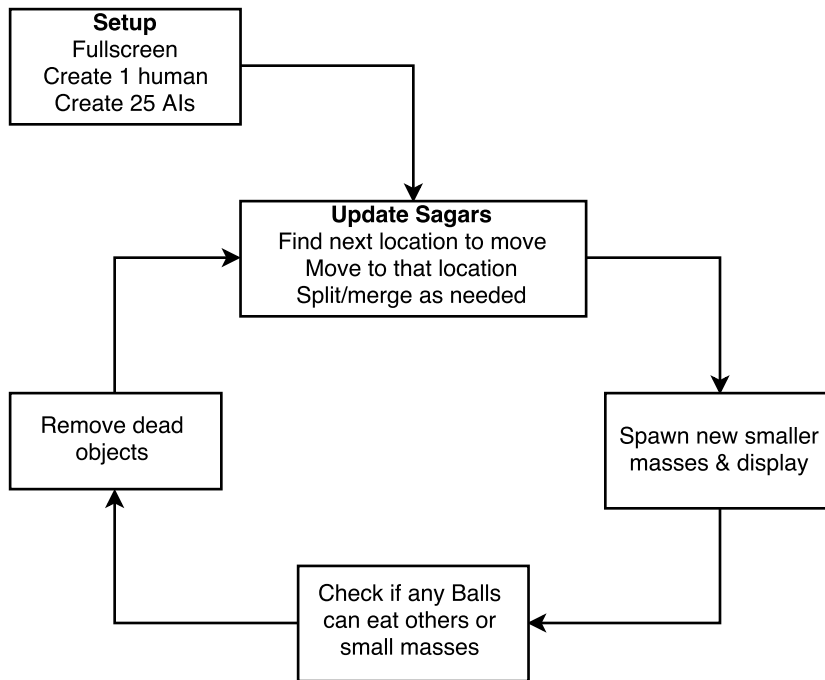 Setup
Fullscreen
Create 1 human
Create 25 AIs
Update Sagars
Find next location to move
Move to that location
Split/merge as needed
Remove dead
objects
Spawn new smaller
masses & display
Check if any Balls
can eat others or
small masses